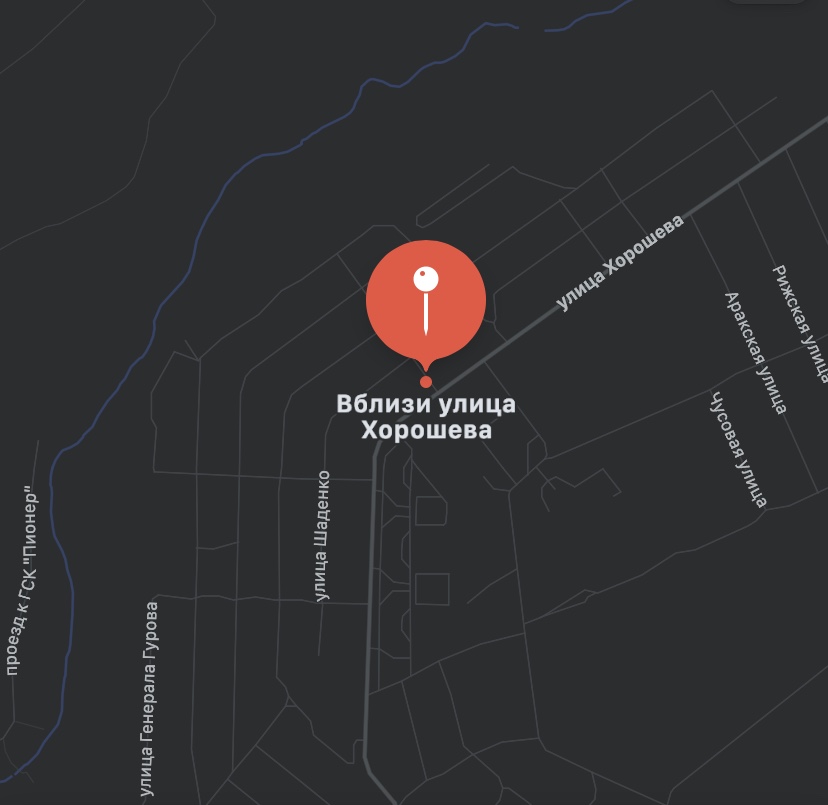 улица Хорошева
Рижская улица
Аракская улица
Вблизи улица
Хорошева
Чусовая улица
улица Шаденко
проезд к ГСК "Пионер"
улица Генерала Гурова